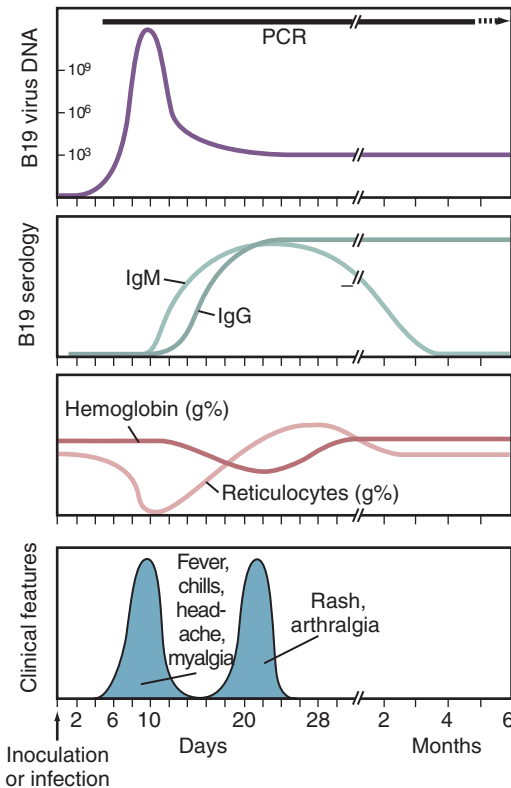 PCR
B19 virus DNA
10⁹
10⁶
10³
B19 serology
IgM
IgG
Hemoglobin (g%)
Reticulocytes (g%)
Clinical features
Fever,
chills,
head-
ache,
myalgia
Rash,
arthralgia
2 6 10 20 28 2 4 6
Inoculation
or infection
Days
Months